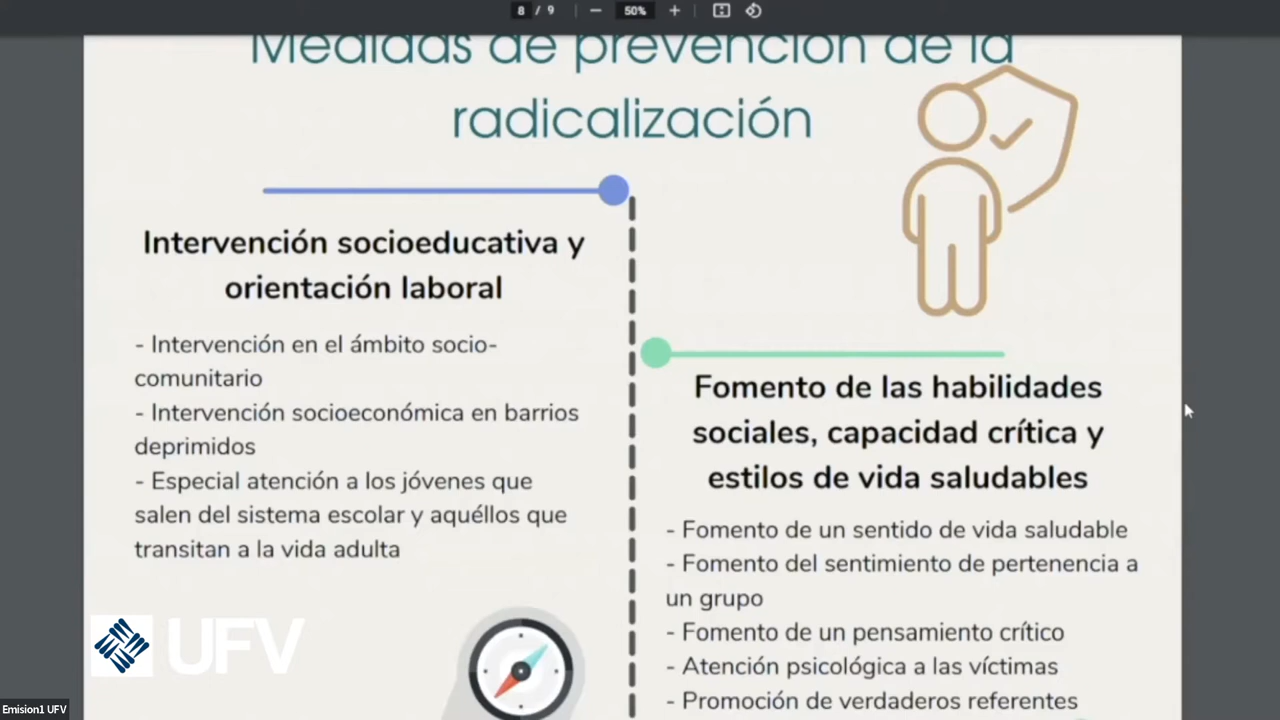 8 / 9 50%
Medidas de prevención de la
radicalización
Intervención socioeducativa y
orientación laboral
- Intervención en el ámbito socio-
comunitario
- Intervención socioeconómica en barrios
deprimidos
- Especial atención a los jóvenes que
salen del sistema escolar y aquéllos que
transitan a la vida adulta
Fomento de las habilidades
sociales, capacidad crítica y
estilos de vida saludables
- Fomento de un sentido de vida saludable
- Fomento del sentimiento de pertenencia a
un grupo
- Fomento de un pensamiento crítico
- Atención psicológica a las víctimas
- Promoción de verdaderos referentes
UFV
Emision1 UFV